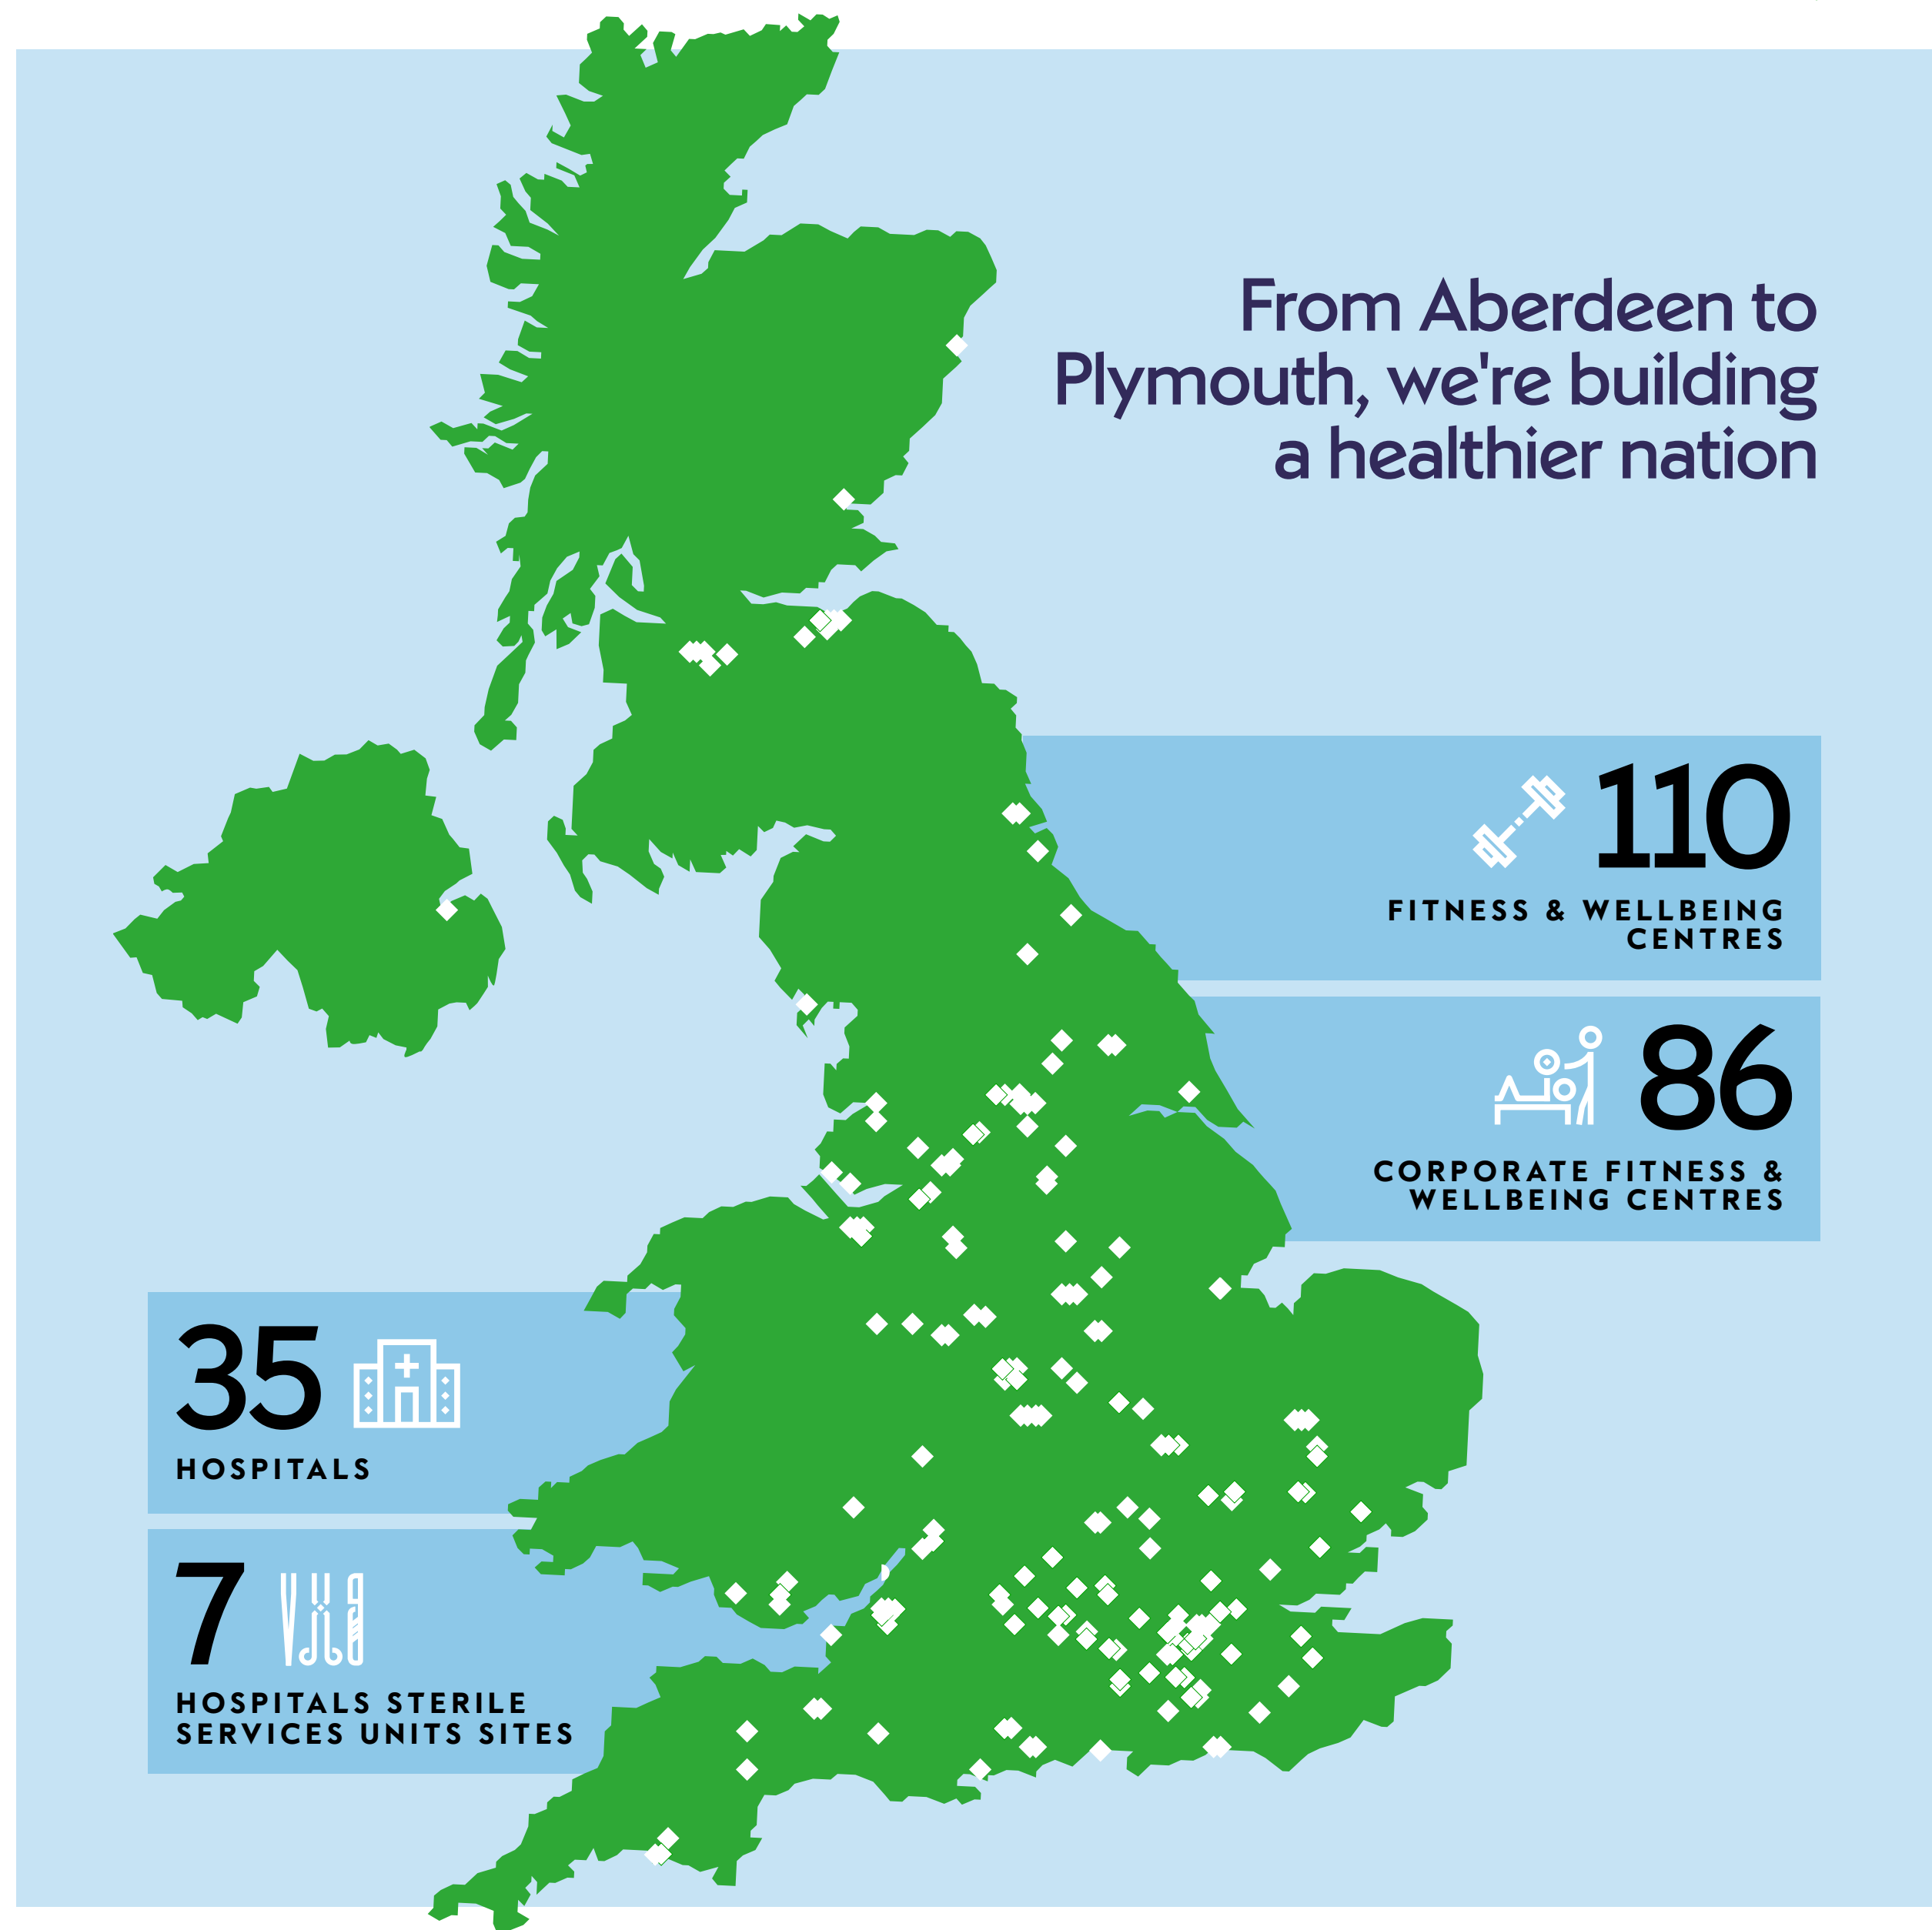 From Aberdeen to
Plymouth, we're building
a healthier nation
110
FITNESS & WELLBEING
CENTRES
86
CORPORATE FITNESS &
WELLBEING CENTRES
35
HOSPITALS
7
HOSPITALS STERILE
SERVICES UNITS SITES